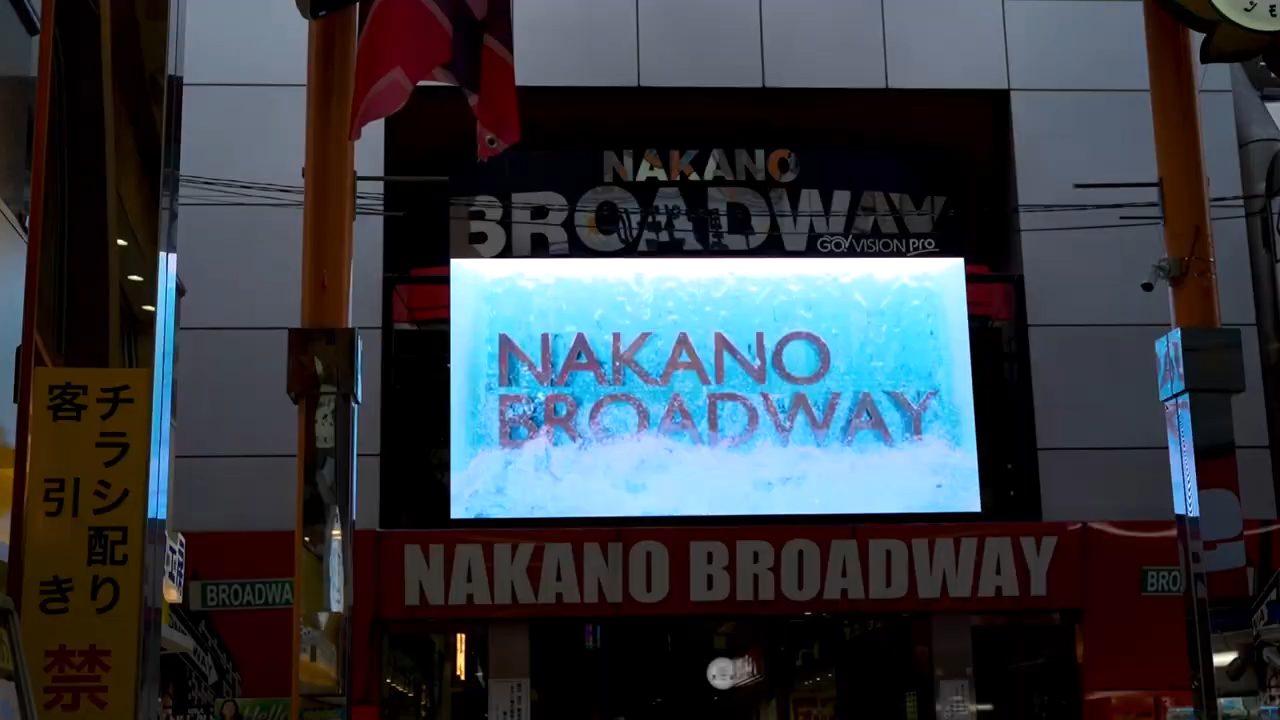 NAKANO
BROADWAY
GO! VISION PRO
NAKANO
BROADWAY
NAKANO BROADWAY
チラシ配り
客引き
禁
BROADWA
BRO
Hello